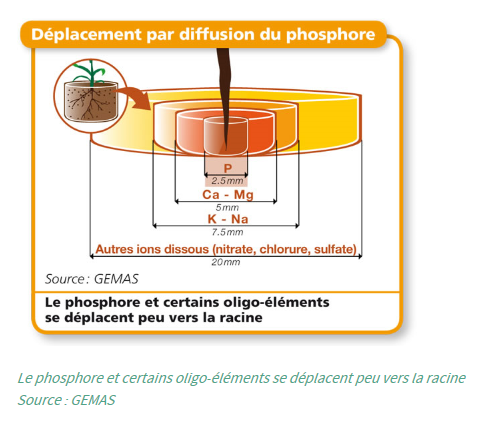 Déplacement par diffusion du phosphore
P
2.5mm
Ca - Mg
5mm
K - Na
7.5mm
Autres ions dissous (nitrate, chlorure, sulfate)
20mm
Source : GEMAS
Le phosphore et certains oligo-éléments
se déplacent peu vers la racine
Le phosphore et certains oligo-éléments se déplacent peu vers la racine
Source : GEMAS